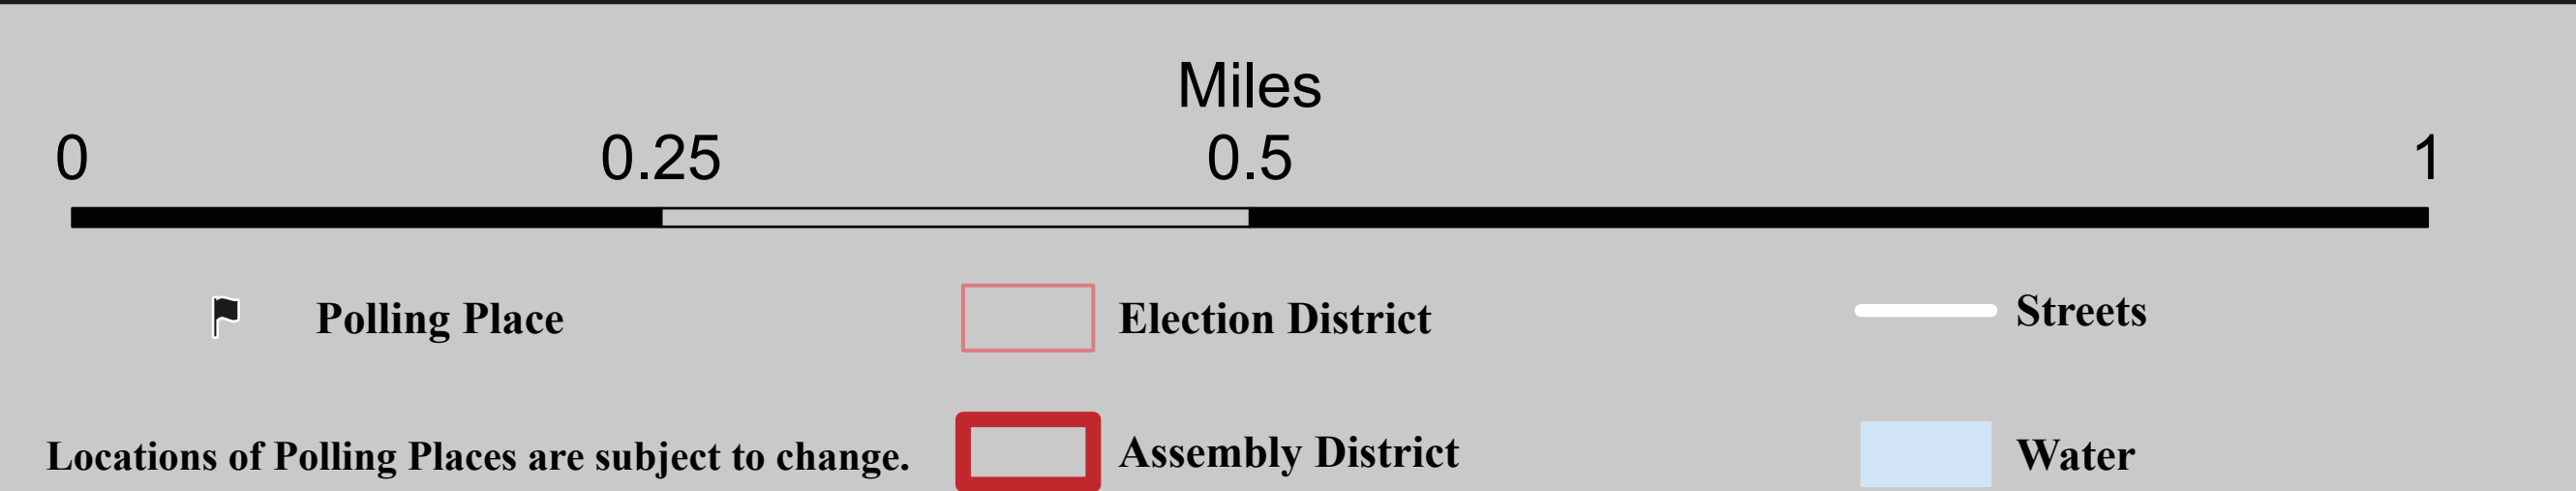 Miles
0 0.25 0.5 1
Polling Place Election District Streets
Locations of Polling Places are subject to change. Assembly District Water